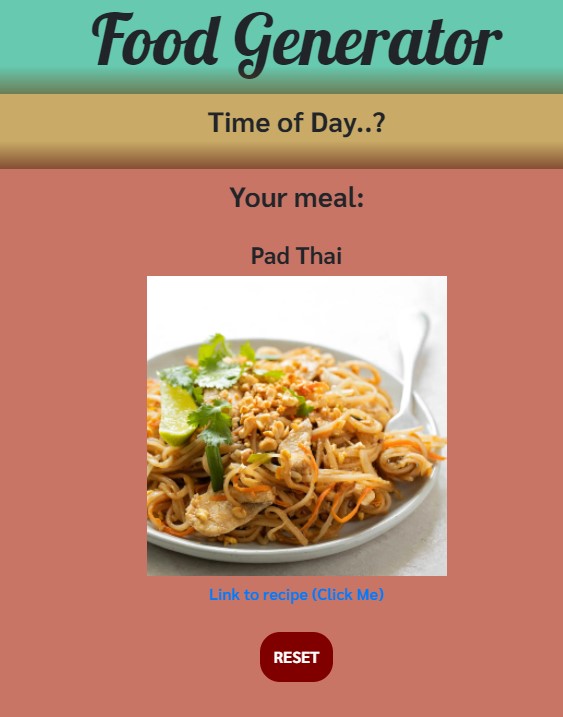 Food Generator
Time of Day..?
Your meal:
Pad Thai
Link to recipe (Click Me)
RESET